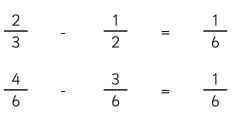 2/3 - 1/2 = 1/6
4/6 - 3/6 = 1/6